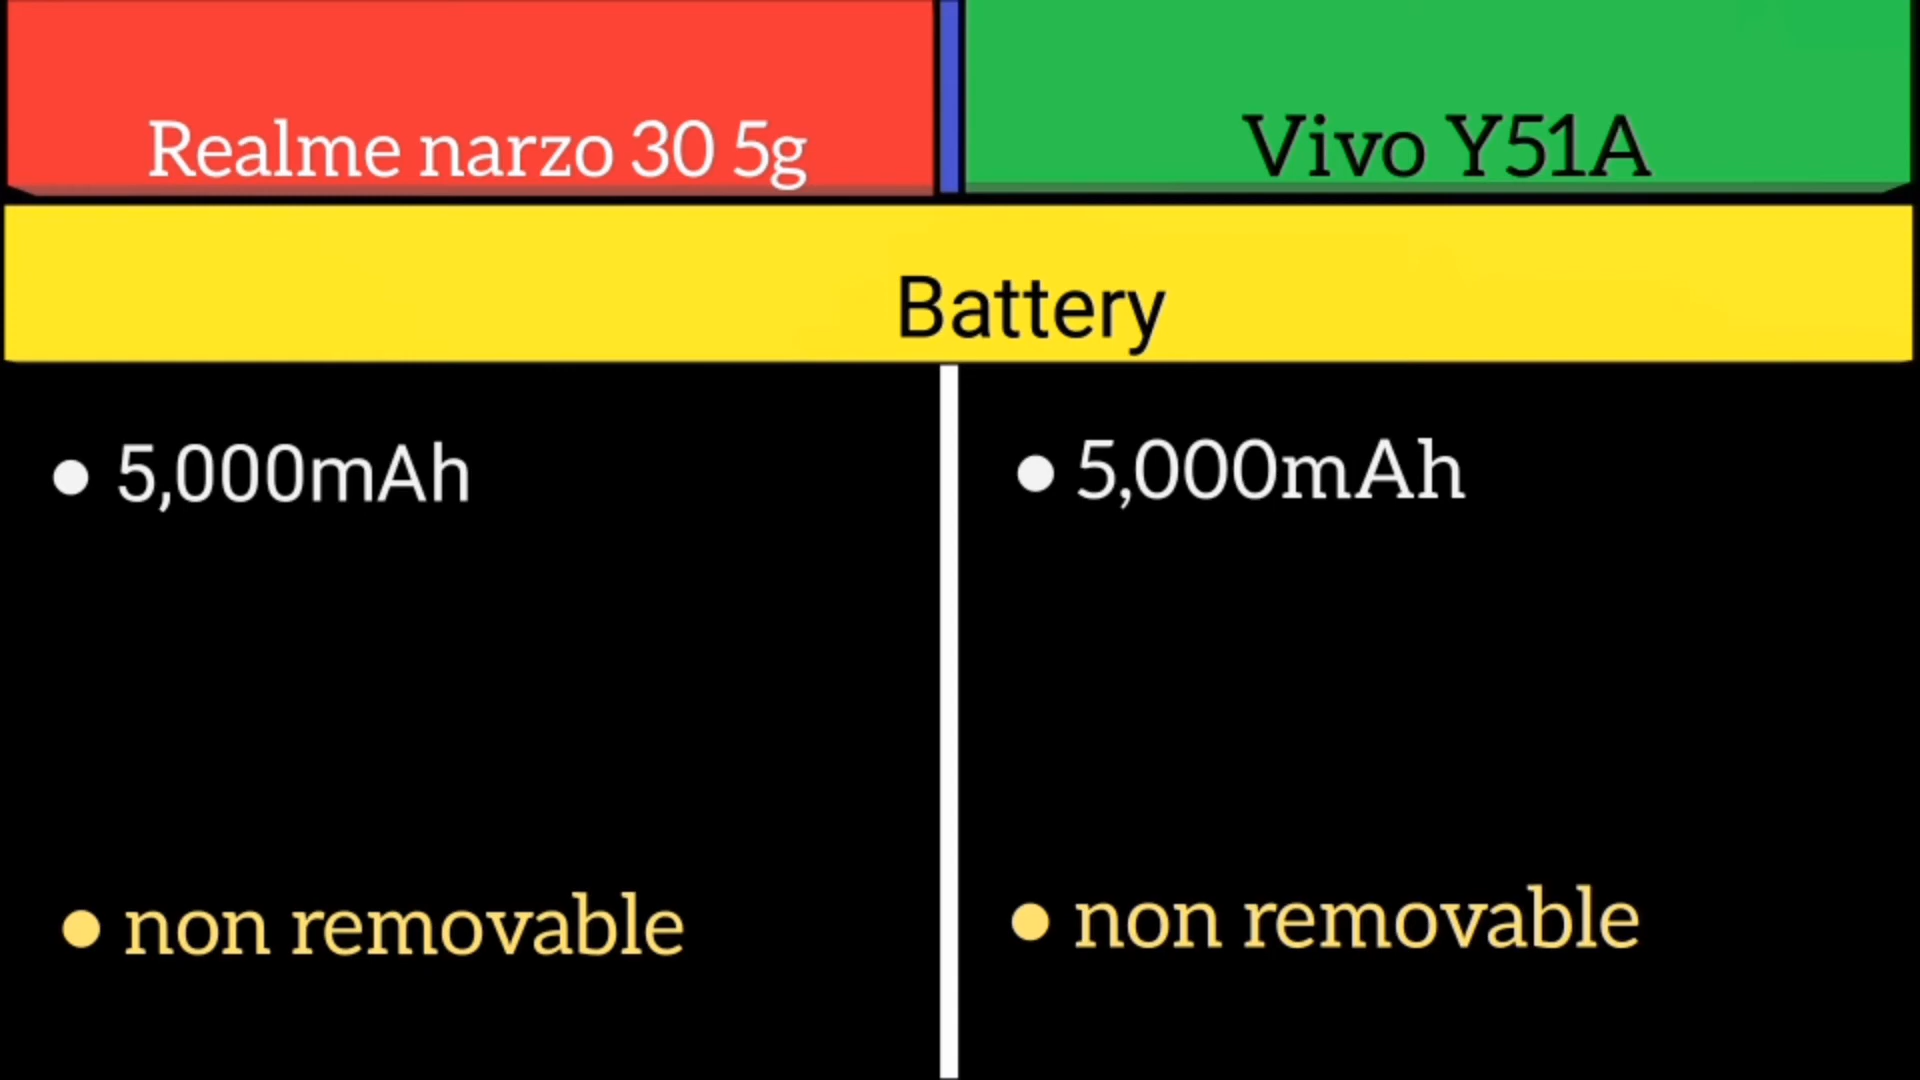 Realme narzo 30 5g
Vivo Y51A
Battery
• 5,000mAh
• 5,000mAh
• non removable
• non removable